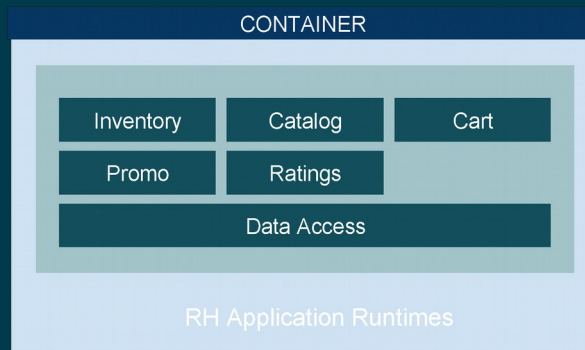 CONTAINER
Inventory Catalog Cart
Promo Ratings
Data Access
RH Application Runtimes